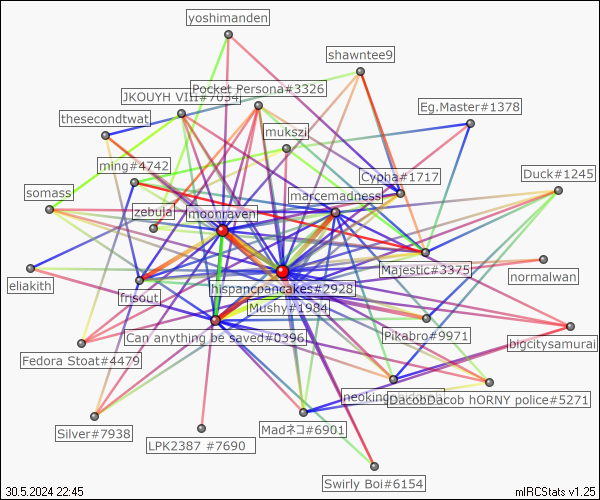 yoshimanden
shawntee9
Pocket Persona#3326
JKOUYH VIII#7034
Eg.Master#1378
thesecondtwat
mukszi
ming#4742
Cypha#1717
Duck#1245
somass
marcemadness
zebula
moonraven
Majestic#3375
normalwan
eliakith
frisout
hispancpancakes#2928
Mushy#1984
Can anything be saved#0396
Pikabro#9971
bigcitysamurai
Fedora Stoat#4479
DacobDacob hORNY police#5271
Silver#7938
Madネコ#6901
LPK2387 #7690
Swirly Boi#6154
30.5.2024 22:45
mIRCStats v1.25